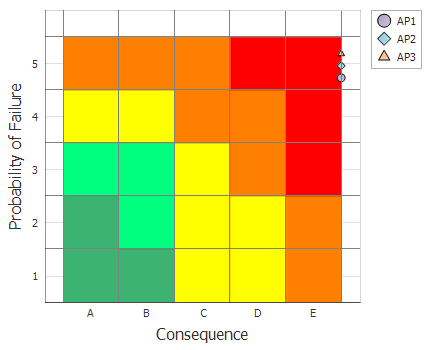 AP1
AP2
AP3
Probability of Failure
5
4
3
2
1
A B C D E
Consequence